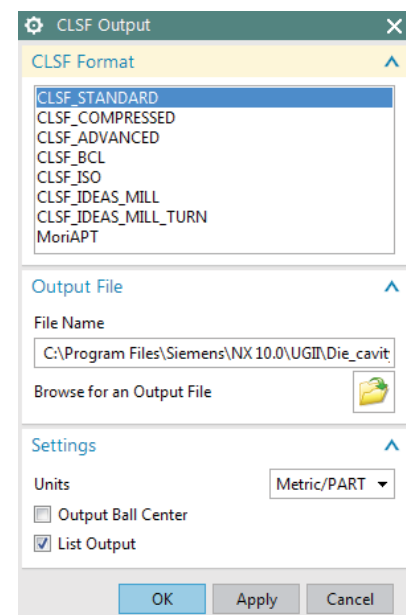 CLSF Output
CLSF Format
CLSF_STANDARD
CLSF_COMPRESSED
CLSF_ADVANCED
CLSF_BCL
CLSF_ISO
CLSF_IDEAS_MILL
CLSF_IDEAS_MILL_TURN
MoriAPT
Output File
File Name
C:\Program Files\Siemens\NX 10.0\UGII\Die_cavit
Browse for an Output File
Settings
Units Metric/PART
Output Ball Center
List Output
OK Apply Cancel